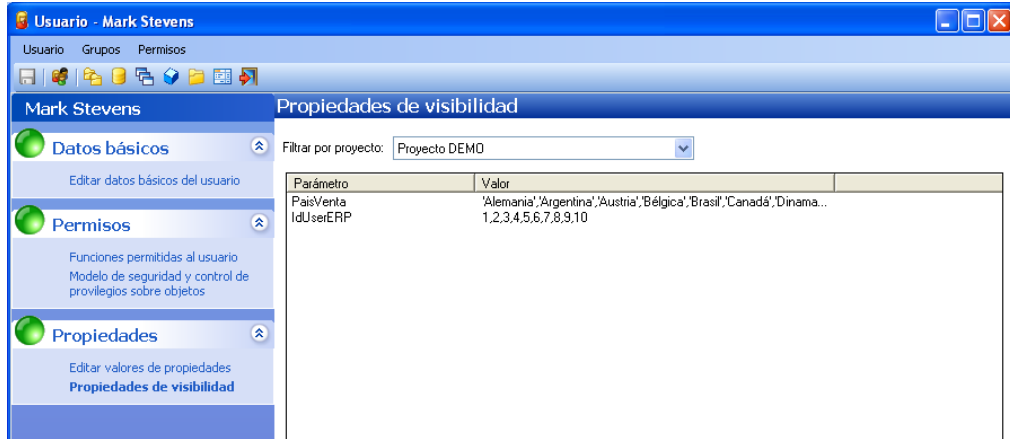 Usuario - Mark Stevens
Usuario Grupos Permisos
Mark Stevens
Propiedades de visibilidad
Datos básicos
Editar datos básicos del usuario
Permisos
Funciones permitidas al usuario
Modelo de seguridad y control de
provilegios sobre objetos
Propiedades
Editar valores de propiedades
Propiedades de visibilidad
Filtrar por proyecto: Proyecto DEMO
Parámetro Valor
PaisVenta 'Alemania','Argentina','Austria','Bélgica','Brasil','Canadá','Dinama...
IdUserERP 1,2,3,4,5,6,7,8,9,10